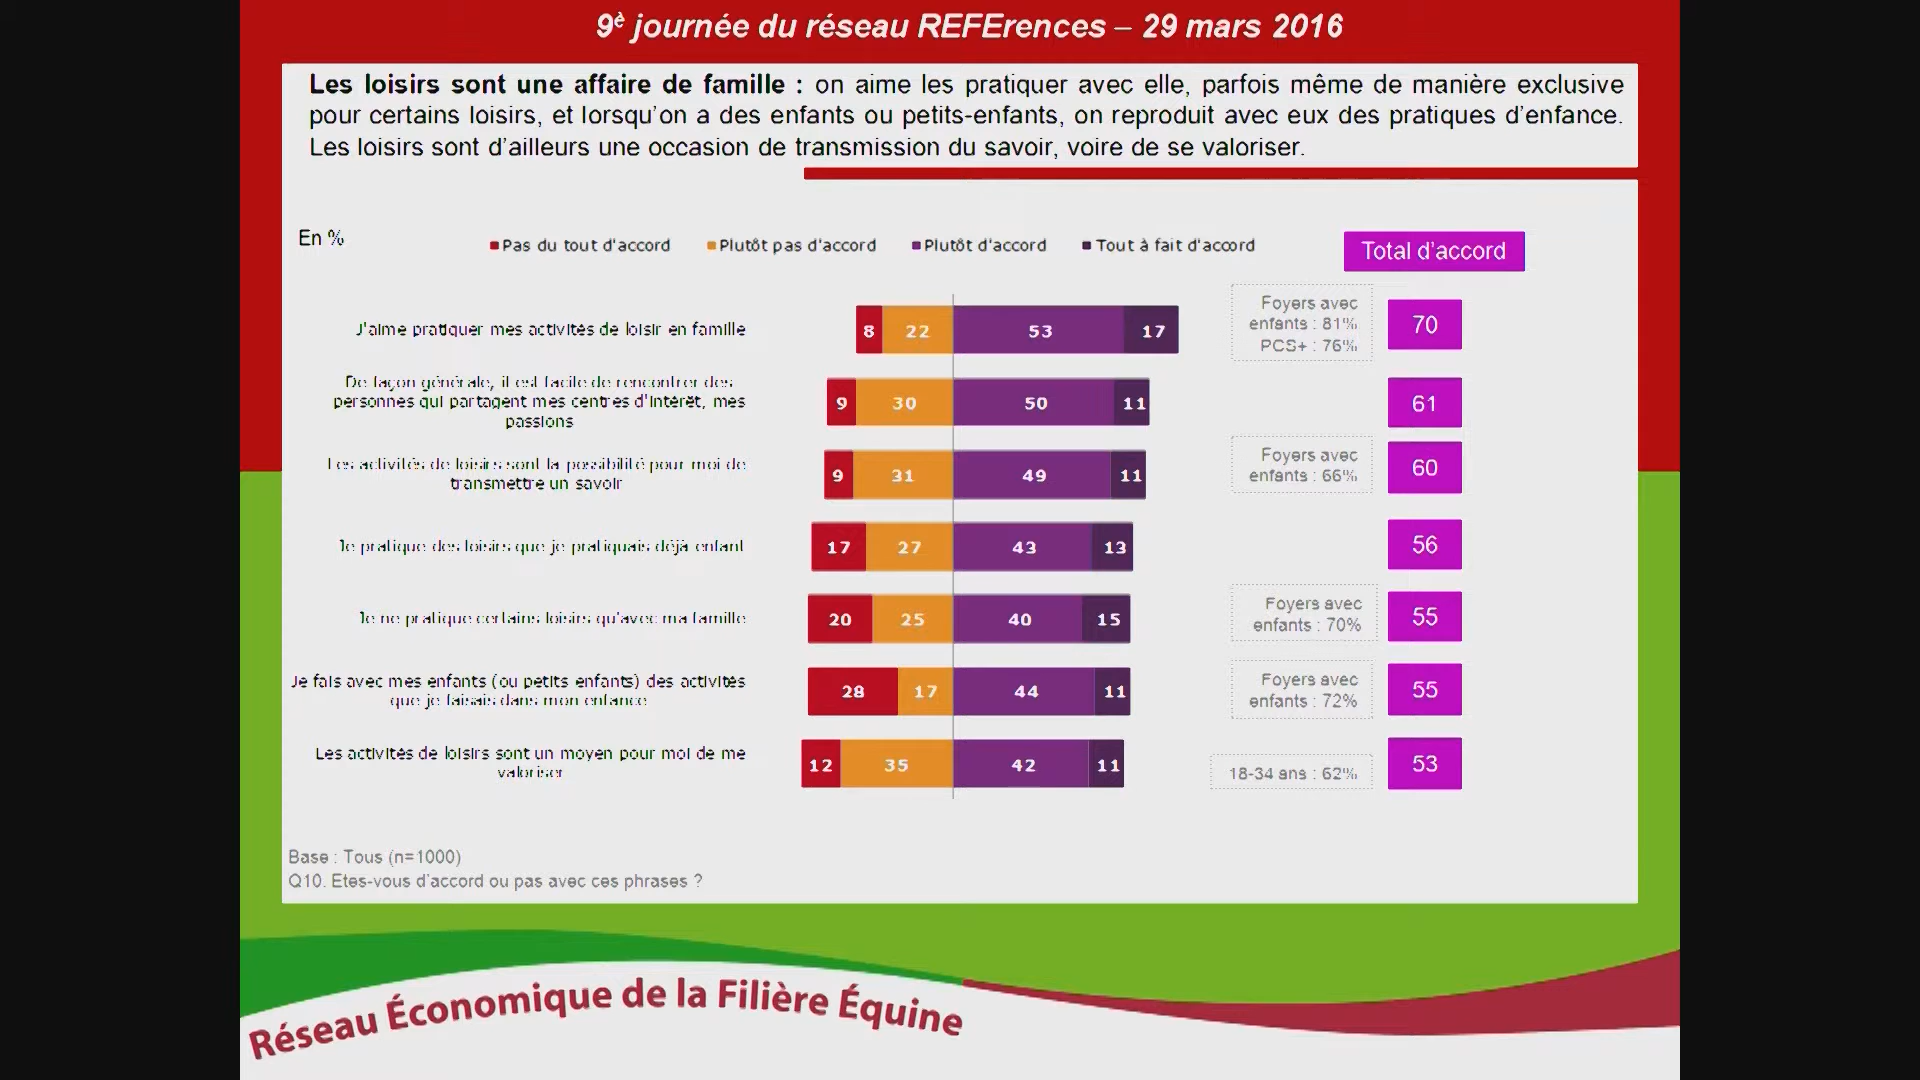 9è journée du réseau REFErences – 29 mars 2016
Les loisirs sont une affaire de famille : on aime les pratiquer avec elle, parfois même de manière exclusive
pour certains loisirs, et lorsqu'on a des enfants ou petits-enfants, on reproduit avec eux des pratiques d'enfance.
Les loisirs sont d'ailleurs une occasion de transmission du savoir, voire de se valoriser.
En %
Pas du tout d'accord Plutôt pas d'accord Plutôt d'accord Tout à fait d'accord
Total d'accord
J'aime pratiquer mes activités de loisir en famille
8 22 53 17
Foyers avec
enfants : 81%
PCS+ : 76%
70
De façon générale, il est facile de rencontrer des
personnes qui partagent mes centres d'intérêt, mes
passions
9 30 50 11
61
Les activités de loisirs sont la possibilité pour moi de
transmettre un savoir
9 31 49 11
Foyers avec
enfants : 66%
60
Je pratique des loisirs que je pratiquais déjà enfant
17 27 43 13
56
Je ne pratique certains loisirs qu'avec ma famille
20 25 40 15
Foyers avec
enfants : 70%
55
Je fais avec mes enfants (ou petits enfants) des activités
que je faisais dans mon enfance
28 17 44 11
Foyers avec
enfants : 72%
55
Les activités de loisirs sont un moyen pour moi de me
valoriser
12 35 42 11
18-34 ans : 62%
53
Base : Tous (n=1000)
Q10. Etes-vous d'accord ou pas avec ces phrases ?
Réseau Économique de la Filière Équine